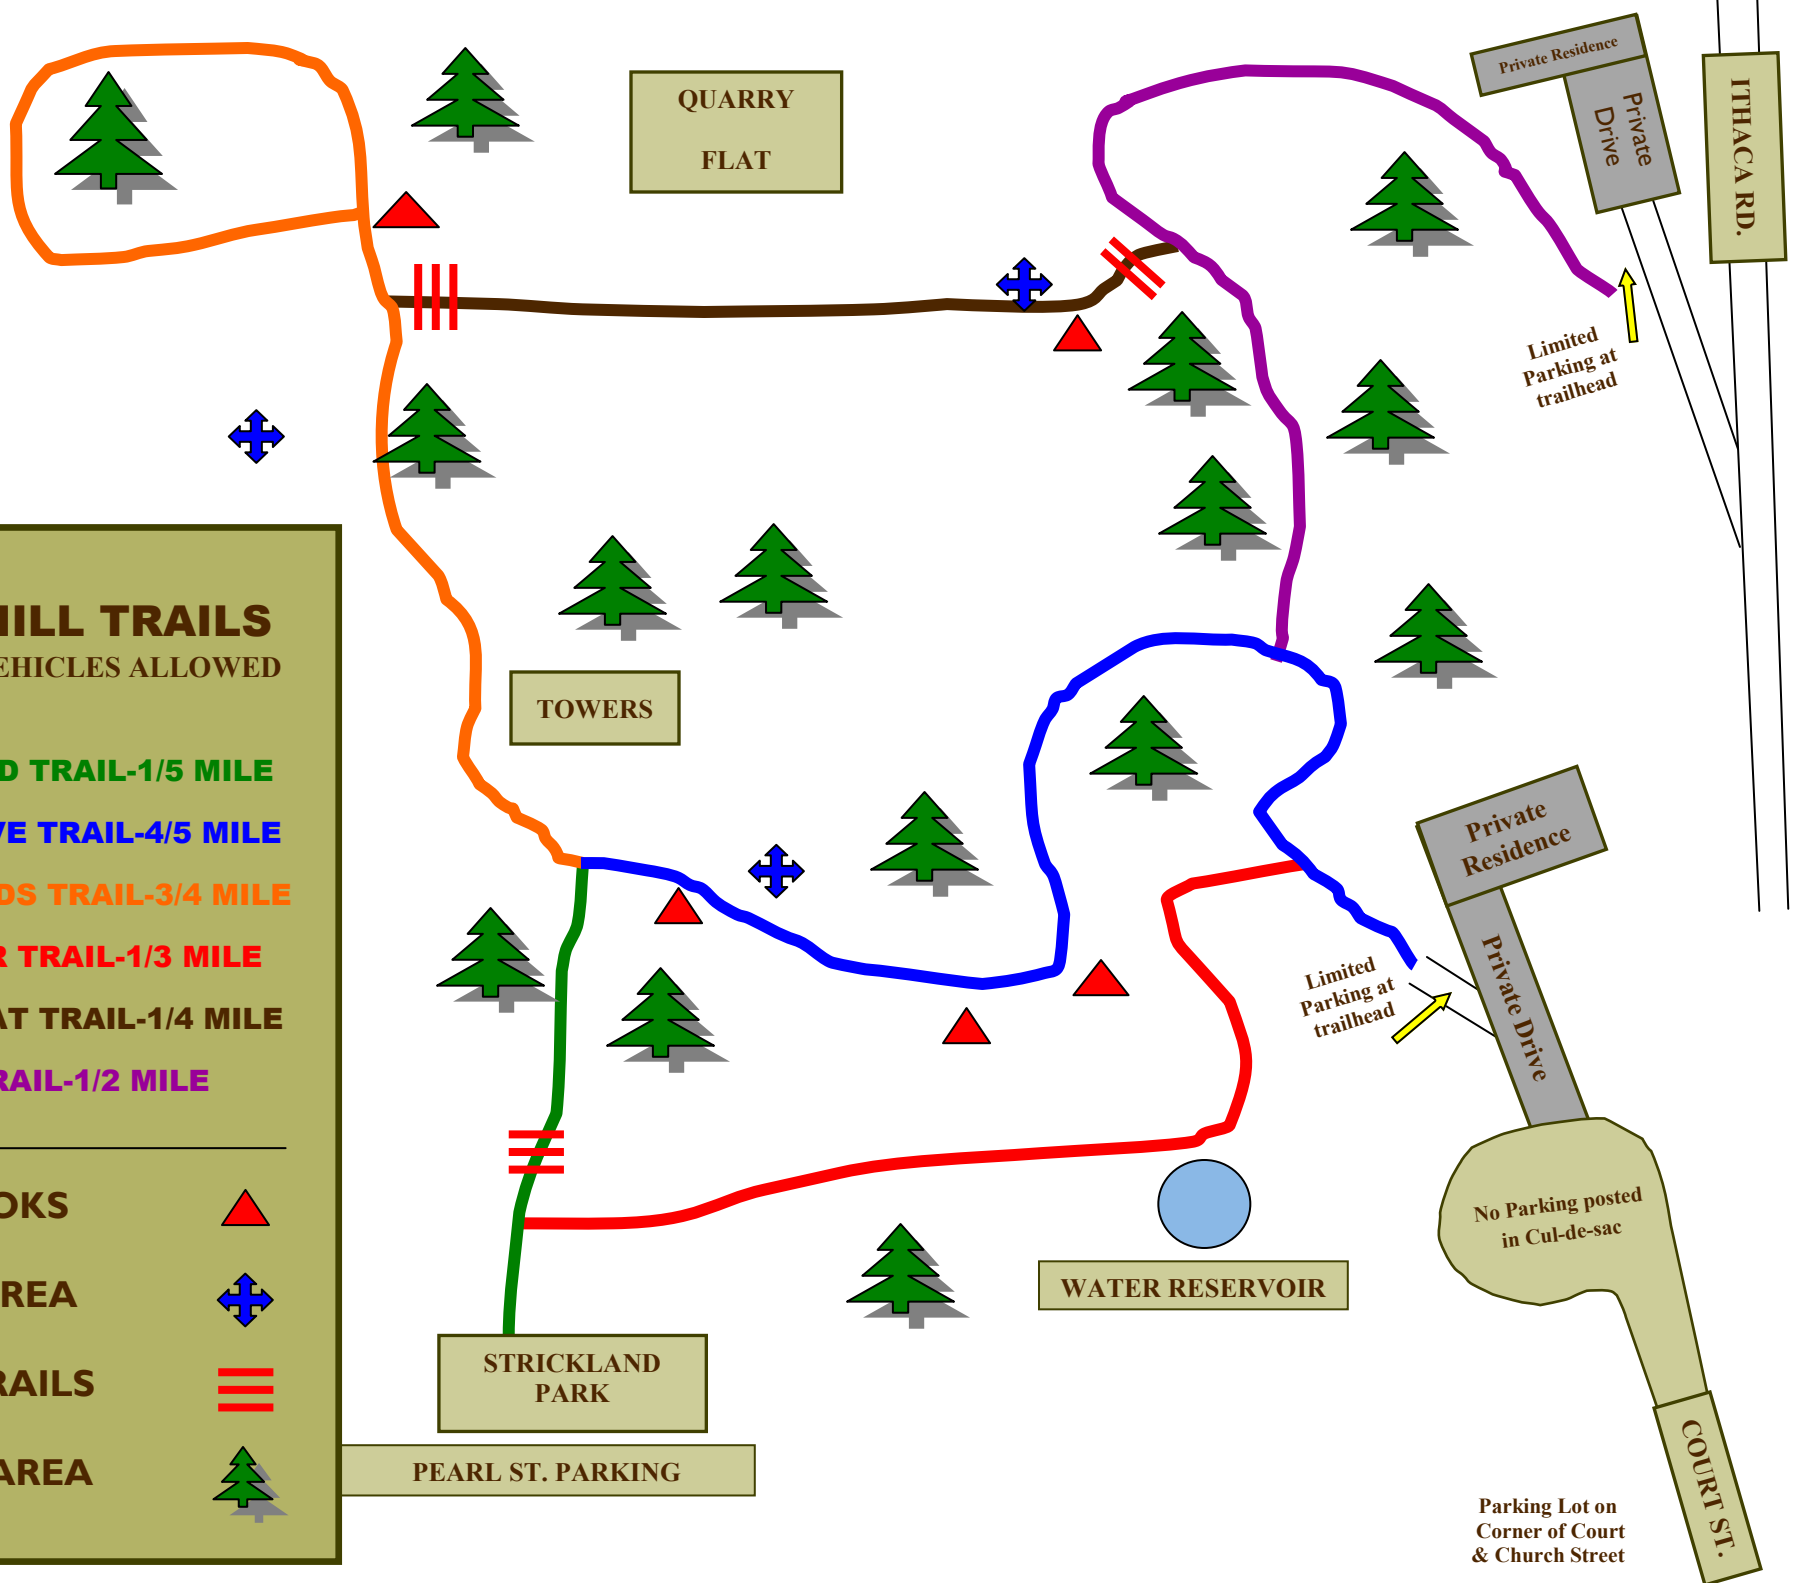 QUARRY
FLAT
Private Residence
Private
Drive
ITHACA RD.
Limited
Parking at
trailhead
HILL TRAILS
EHICLES ALLOWED
D TRAIL-1/5 MILE
VE TRAIL-4/5 MILE
DS TRAIL-3/4 MILE
R TRAIL-1/3 MILE
AT TRAIL-1/4 MILE
RAIL-1/2 MILE
OKS
REA
RAILS
AREA
TOWERS
Private
Residence
Private Drive
Limited
Parking at
trailhead
No Parking posted
in Cul-de-sac
WATER RESERVOIR
STRICKLAND
PARK
PEARL ST. PARKING
COURT ST.
Parking Lot on
Corner of Court
& Church Street